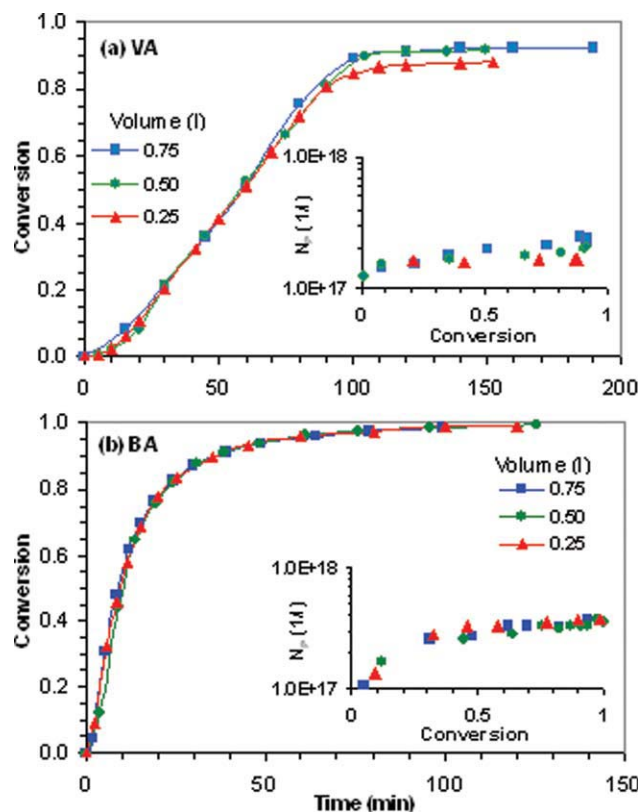 1.0
(a) VA
0.8
Volume (l)
0.75
0.50
0.25
1.0E+18
0.6
Conversion
Nₚ (1/l)
0.4
1.0E+17
0 0.5 1
Conversion
0.2
0.0
0 50 100 150 200
1.0
(b) BA
0.8
Volume (l)
0.75
0.50
0.25
0.6
Conversion
1.0E+18
Nₚ (1/l)
0.4
1.0E+17
0 0.5 1
Conversion
0.2
0.0
0 50 100 150
Time (min)